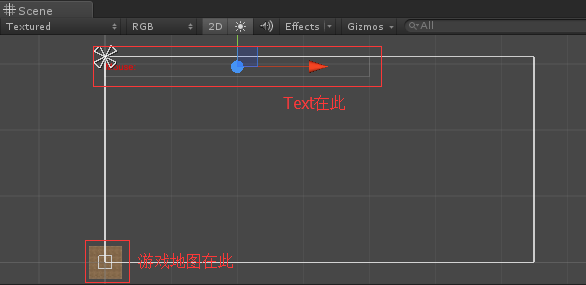 Scene
Textured
RGB
2D
Effects
Gizmos
All
Text在此
游戏地图在此